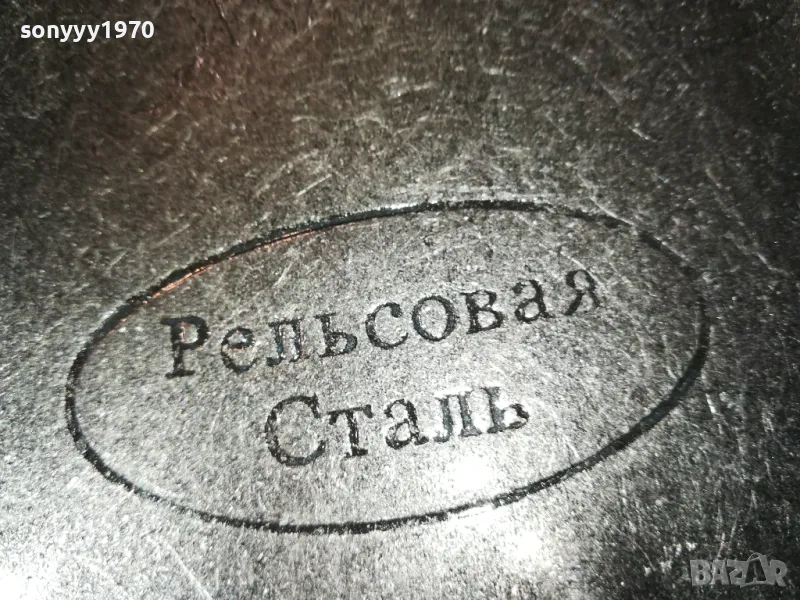 sonyyy1970
Рельсовая
Сталь
BAZAR